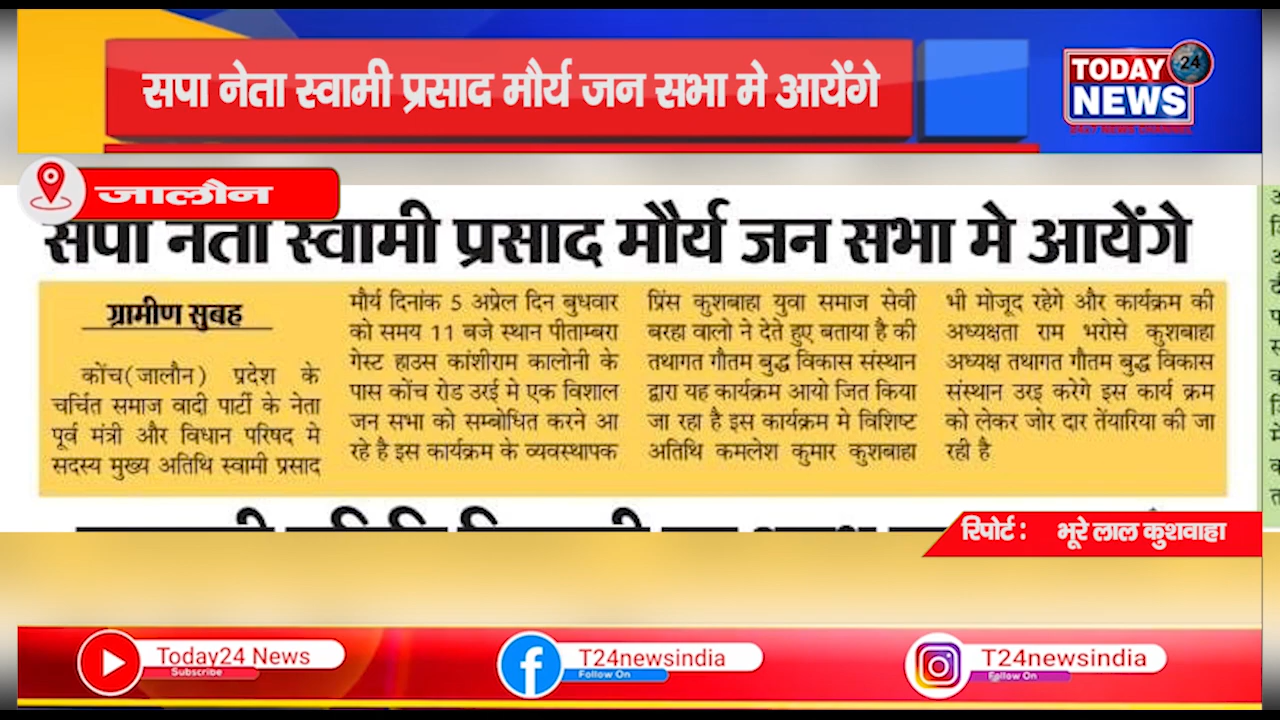 सपा नेता स्वामी प्रसाद मौर्य जन सभा मे आयेंगे
TODAY 24
NEWS
जालौन
सपा नेता स्वामी प्रसाद मौर्य जन सभा मे आयेंगे
ग्रामीण सुबह
कोंच(जालौन) प्रदेश के
चर्चित समाज वादी पार्टी के नेता
पूर्व मंत्री और विधान परिषद मे
सदस्य मुख्य अतिथि स्वामी प्रसाद
मौर्य दिनांक 5 अप्रेल दिन बुधवार
को समय 11 बजे स्थान पीताम्बरा
गेस्ट हाउस कांशीराम कालोनी के
पास कोंच रोड उरई मे एक विशाल
जन सभा को सम्बोधित करने आ
रहे है इस कार्यक्रम के व्यवस्थापक
प्रिंस कुशबाहा युवा समाज सेवी
बरहा वालो ने देते हुए बताया है की
तथागत गौतम बुद्ध विकास संस्थान
द्वारा यह कार्यक्रम आयो जित किया
जा रहा है इस कार्यक्रम मे विशिष्ट
अतिथि कमलेश कुमार कुशबाहा
भी मोजूद रहेगे और कार्यक्रम की
अध्यक्षता राम भरोसे कुशबाहा
अध्यक्ष तथागत गौतम बुद्ध विकास
संस्थान उरइ करेगे इस कार्य क्रम
को लेकर जोर दार तेंयारिया की जा
रही है
रिपोर्ट : भूरे लाल कुशवाहा
Today24 News
Subscribe
T24newsindia
Follow On
T24newsindia
Follow On